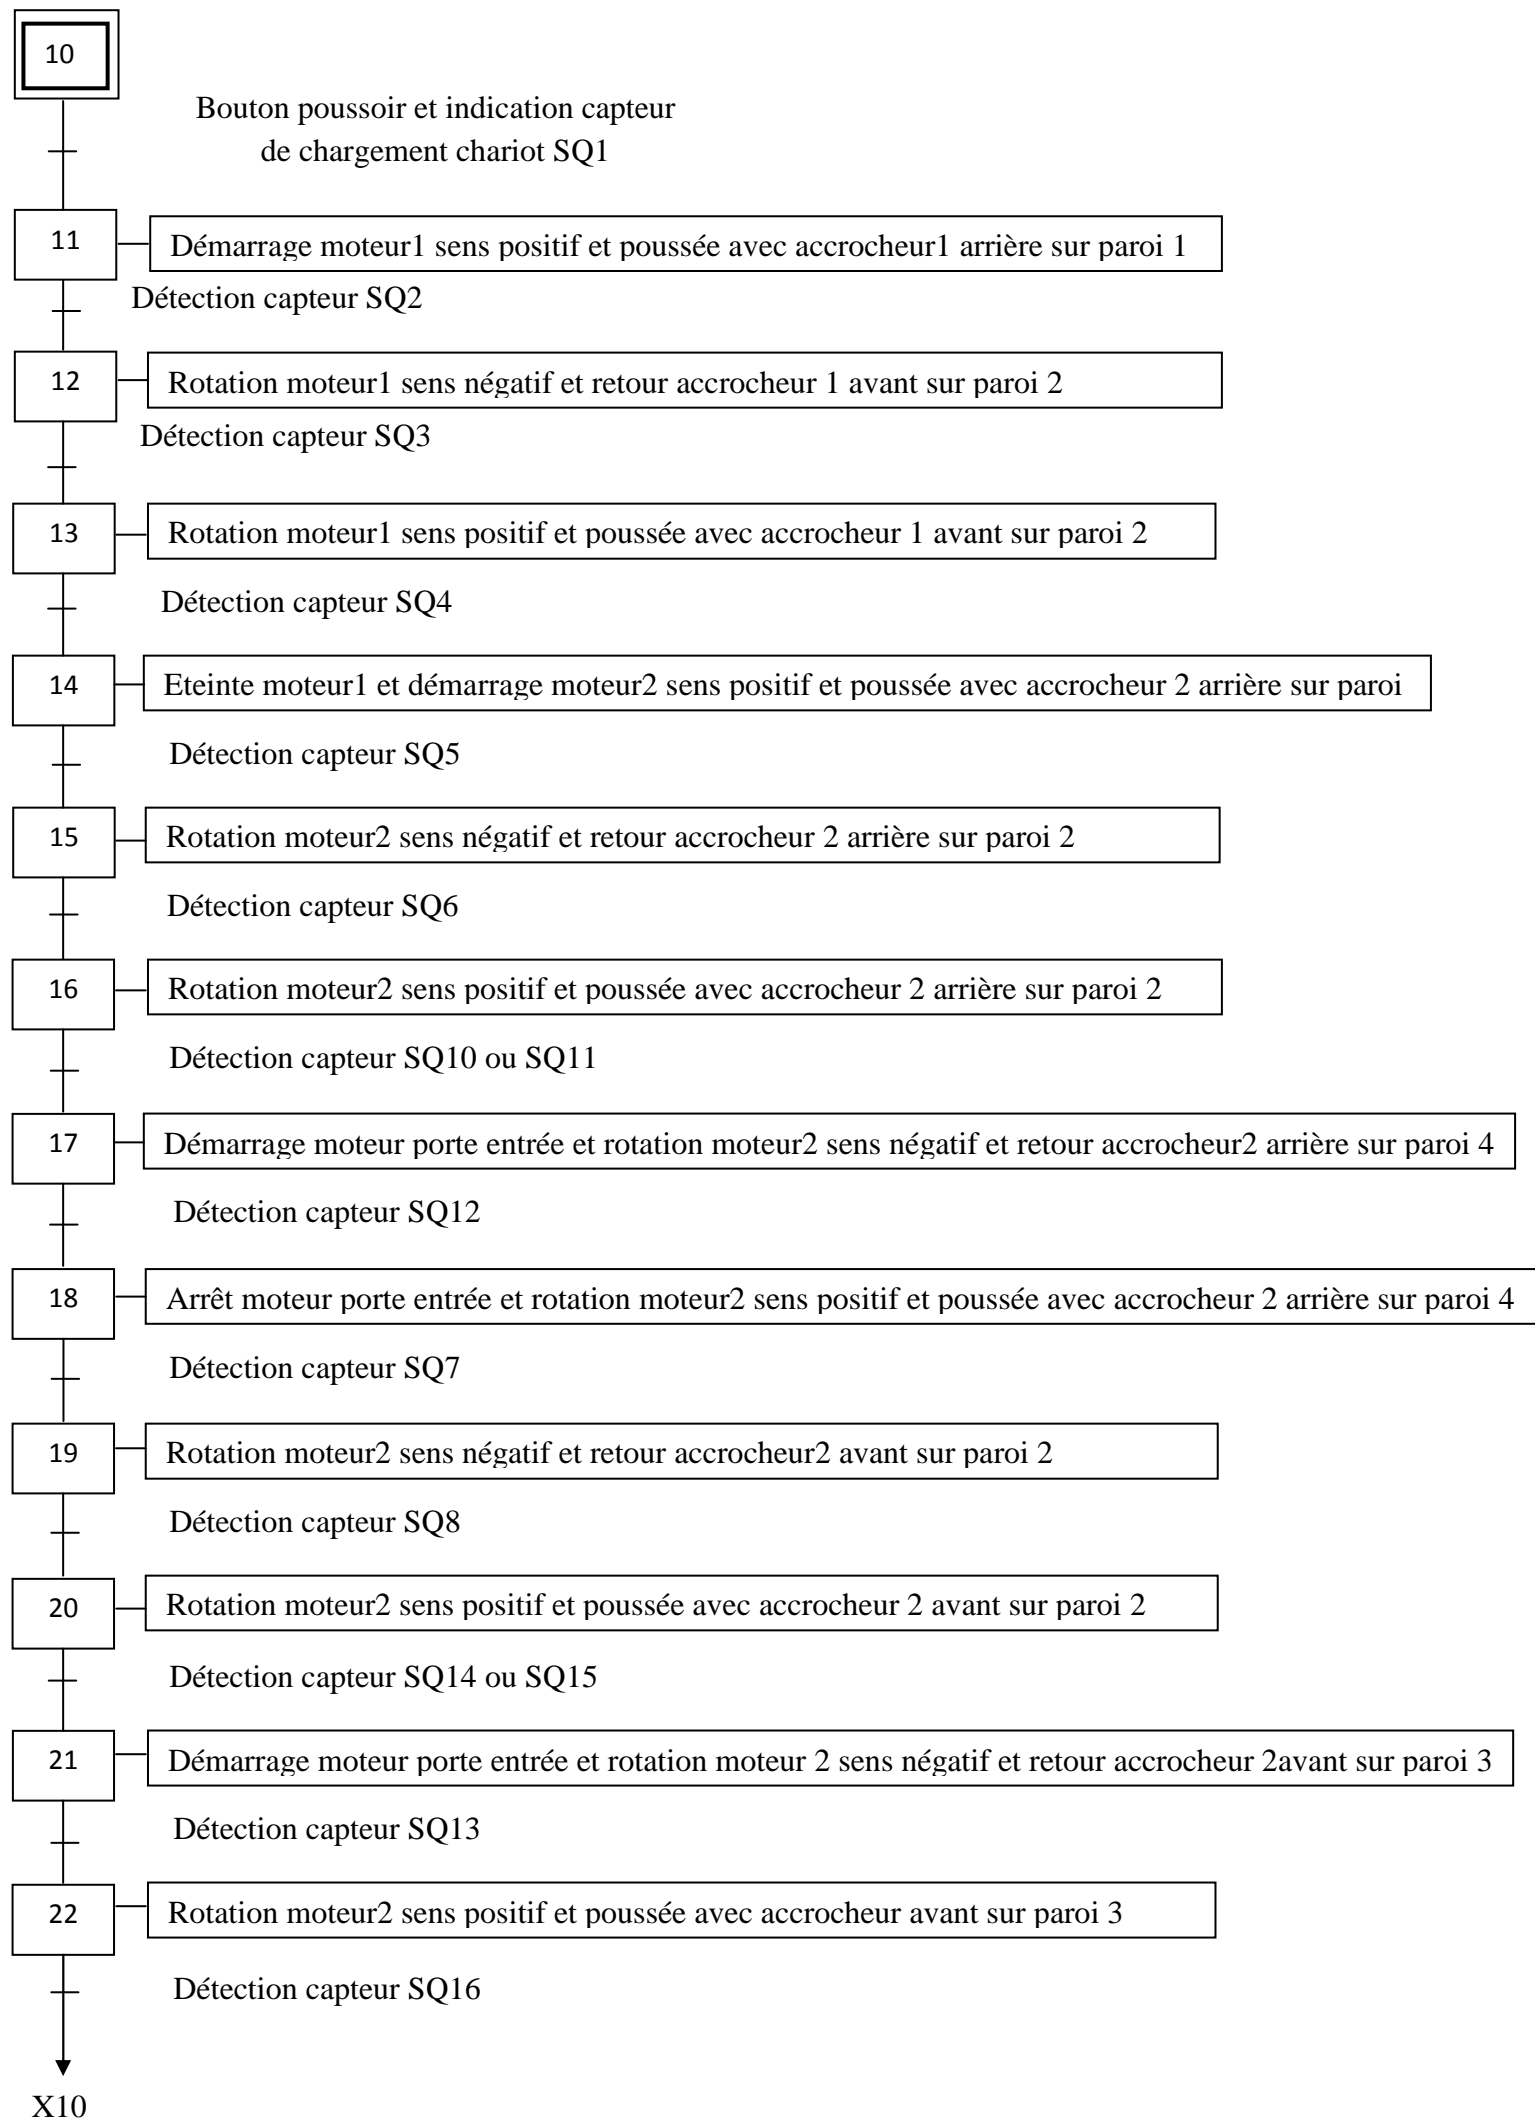 10
Bouton poussoir et indication capteur
de chargement chariot SQ1
11
Démarrage moteur1 sens positif et poussée avec accrocheur1 arrière sur paroi 1
Détection capteur SQ2
12
Rotation moteur1 sens négatif et retour accrocheur 1 avant sur paroi 2
Détection capteur SQ3
13
Rotation moteur1 sens positif et poussée avec accrocheur 1 avant sur paroi 2
Détection capteur SQ4
14
Eteinte moteur1 et démarrage moteur2 sens positif et poussée avec accrocheur 2 arrière sur paroi
Détection capteur SQ5
15
Rotation moteur2 sens négatif et retour accrocheur 2 arrière sur paroi 2
Détection capteur SQ6
16
Rotation moteur2 sens positif et poussée avec accrocheur 2 arrière sur paroi 2
Détection capteur SQ10 ou SQ11
17
Démarrage moteur porte entrée et rotation moteur2 sens négatif et retour accrocheur2 arrière sur paroi 4
Détection capteur SQ12
18
Arrêt moteur porte entrée et rotation moteur2 sens positif et poussée avec accrocheur 2 arrière sur paroi 4
Détection capteur SQ7
19
Rotation moteur2 sens négatif et retour accrocheur2 avant sur paroi 2
Détection capteur SQ8
20
Rotation moteur2 sens positif et poussée avec accrocheur 2 avant sur paroi 2
Détection capteur SQ14 ou SQ15
21
Démarrage moteur porte entrée et rotation moteur 2 sens négatif et retour accrocheur 2avant sur paroi 3
Détection capteur SQ13
22
Rotation moteur2 sens positif et poussée avec accrocheur avant sur paroi 3
Détection capteur SQ16
X10